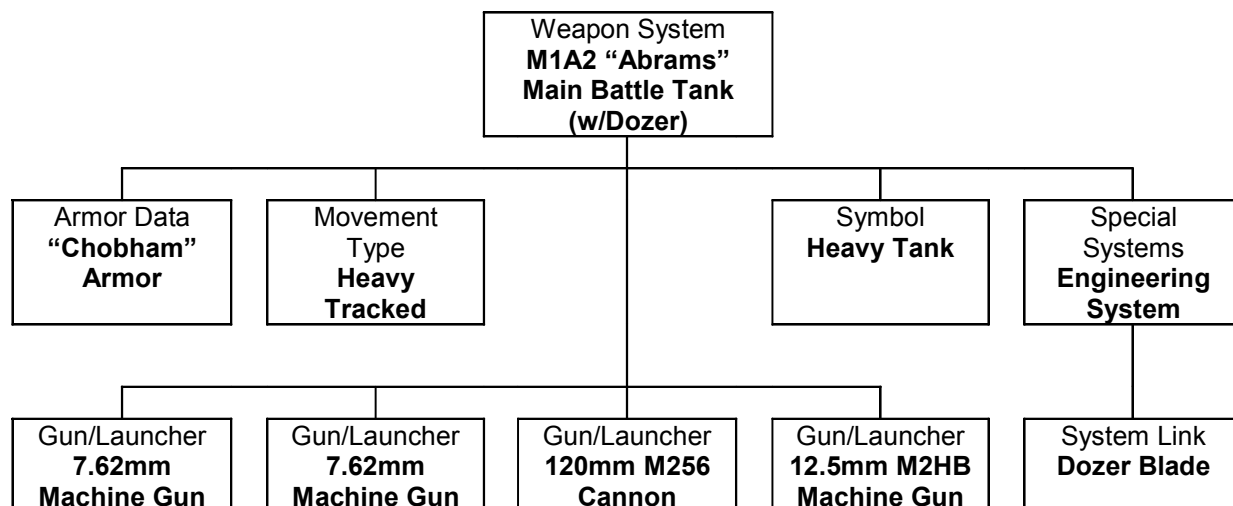 Weapon System
M1A2 “Abrams”
Main Battle Tank
(w/Dozer)
Armor Data
“Chobham”
Armor
Movement
Type
Heavy
Tracked
Symbol
Heavy Tank
Special
Systems
Engineering
System
Gun/Launcher
7.62mm
Machine Gun
Gun/Launcher
7.62mm
Machine Gun
Gun/Launcher
120mm M256
Cannon
Gun/Launcher
12.5mm M2HB
Machine Gun
System Link
Dozer Blade